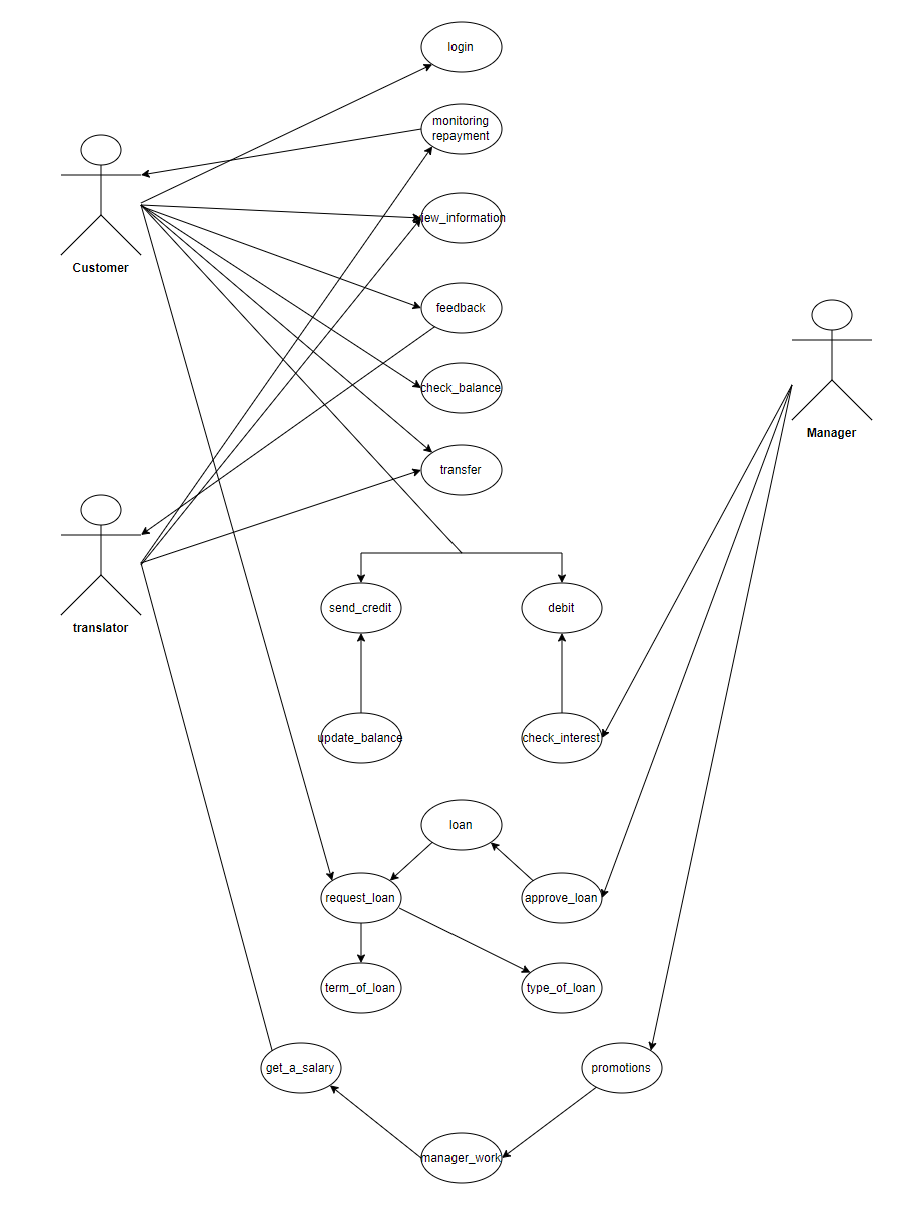 login
monitoring
repayment
Customer
view_information
feedback
Manager
check_balance
transfer
translator
send_credit
debit
update_balance
check_interest
loan
request_loan
approve_loan
term_of_loan
type_of_loan
get_a_salary
promotions
manager_work